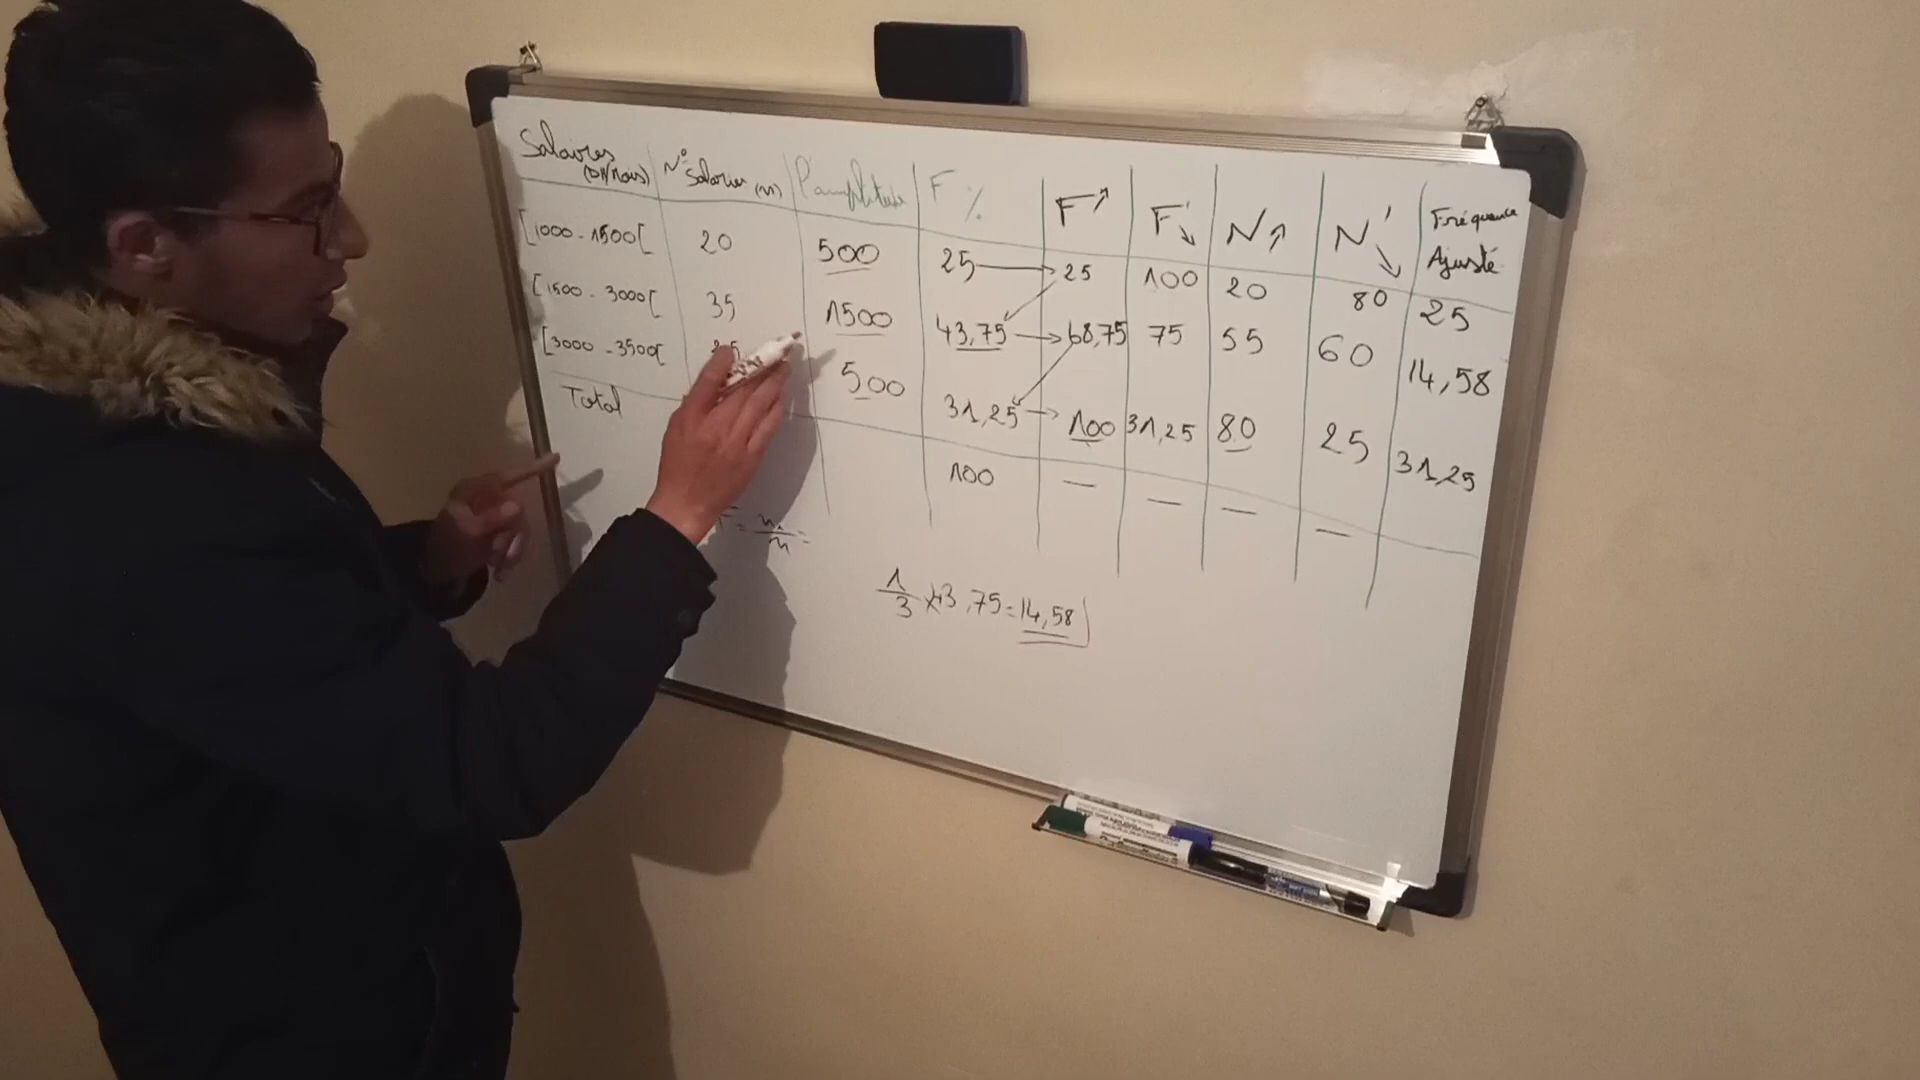 Salaires (DH/Mois) N° Salariés (n) l'amplitude F % F↗ F↘ N↗ N↘ Fréquence Ajusté
[1000 - 1500[ 20 500 25 → 25 100 20 80 25
[1500 - 3000[ 35 1500 43,75 → 68,75 75 55 60 14,58
[3000 - 3500[ 500 31,25 → 100 31,25 80 25 31,25
Total 100 — — — —
= ni/n =
1/3 x 43,75 = 14,58